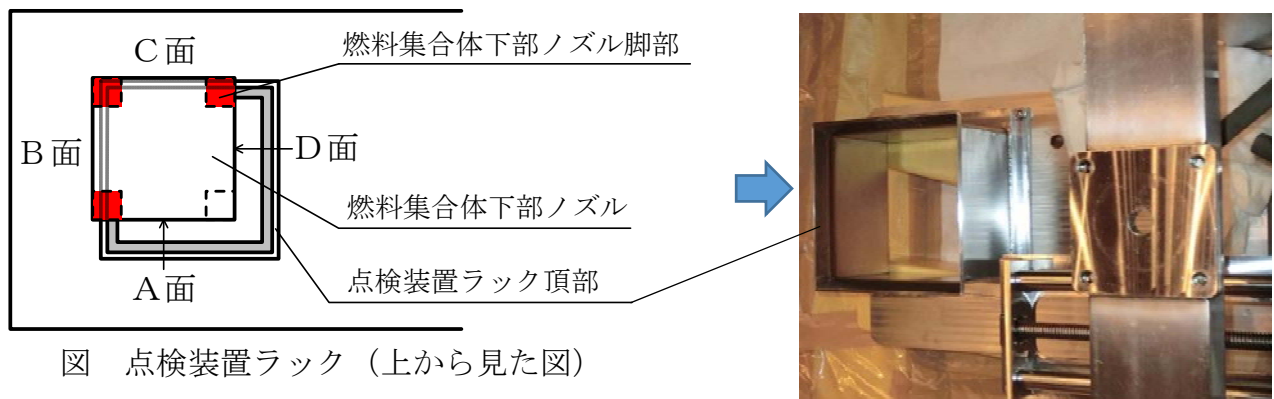 C面
燃料集合体下部ノズル脚部
B面
D面
燃料集合体下部ノズル
点検装置ラック頂部
A面
図 点検装置ラック（上から見た図）